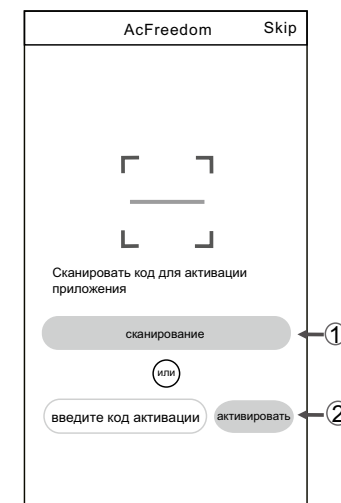 AcFreedom Skip
Сканировать код для активации
приложения
сканирование
1
или
введите код активации активировать
2